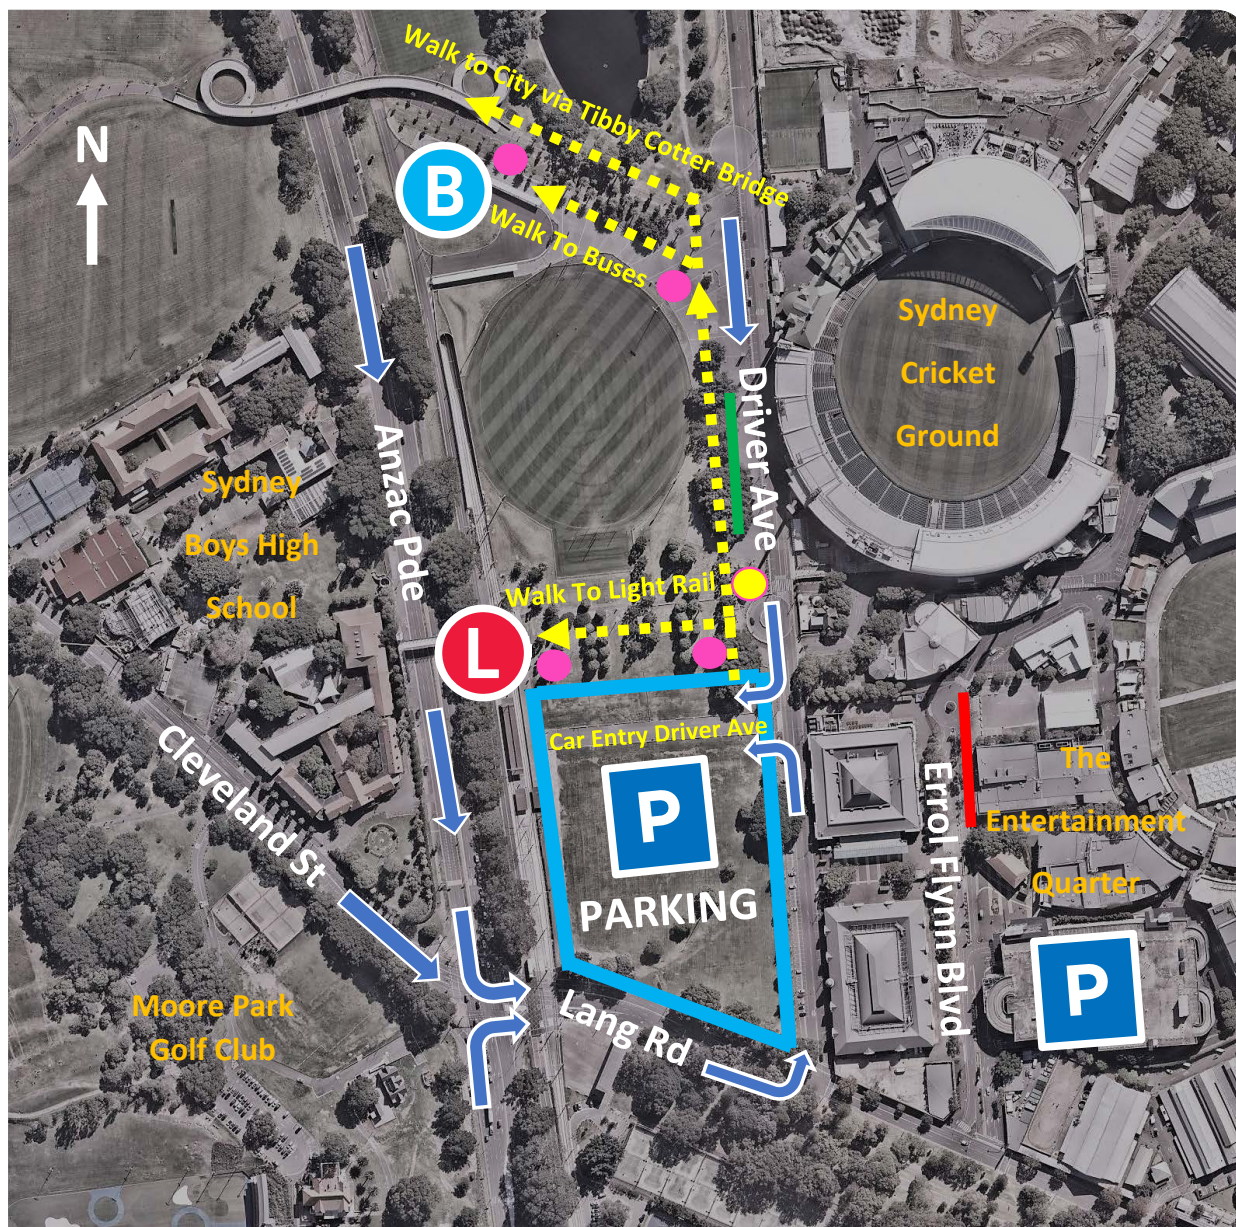 Walk to City via Tibby Cotter Bridge
N
B
Walk To Buses
Sydney
Cricket
Ground
Driver Ave
Anzac Pde
Sydney
Boys High
School
Walk To Light Rail
L
Car Entry Driver Ave
Cleveland St
P
PARKING
Errol Flynn Blvd
The
Entertainment
Quarter
P
Moore Park
Golf Club
Lang Rd